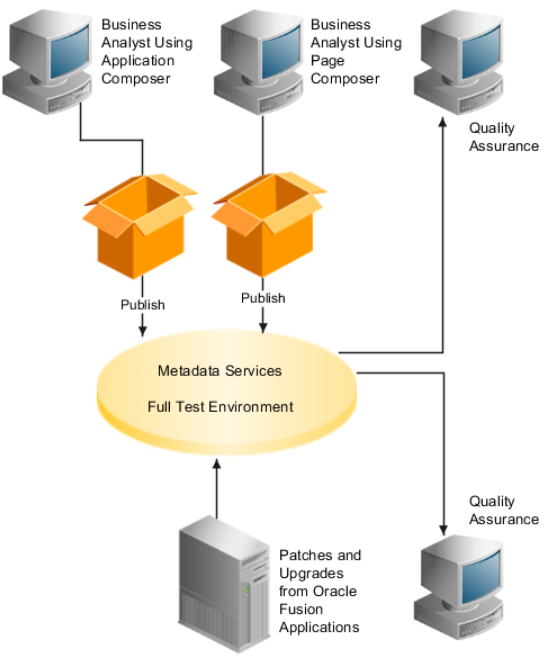 Business
Analyst Using
Application
Composer
Business
Analyst Using
Page
Composer
Quality
Assurance
Publish
Publish
Metadata Services
Full Test Environment
Quality
Assurance
Patches and
Upgrades
from Oracle
Fusion
Applications